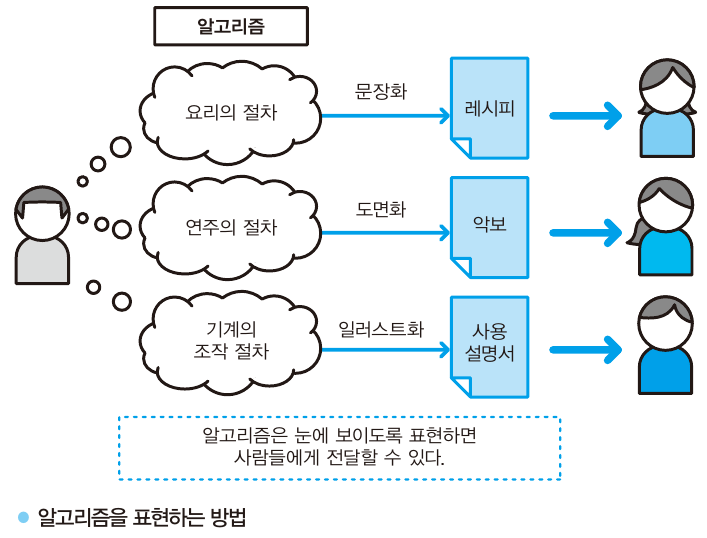 알고리즘
요리의 절차
문장화
레시피
연주의 절차
도면화
악보
기계의
조작 절차
일러스트화
사용
설명서
알고리즘은 눈에 보이도록 표현하면
사람들에게 전달할 수 있다.
알고리즘을 표현하는 방법